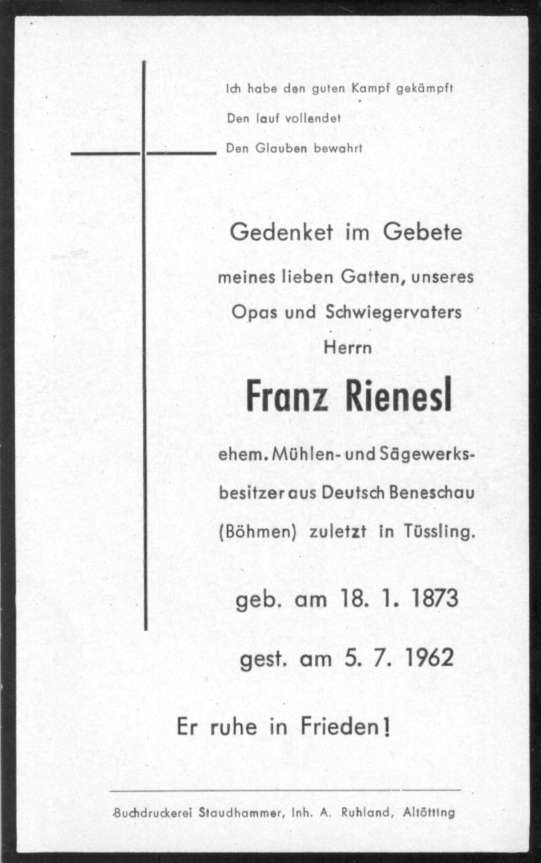 Ich habe den guten Kampf gekämpft
Den lauf vollendet
Den Glauben bewahrt
Gedenket im Gebete
meines lieben Gatten, unseres
Opas und Schwiegervaters
Herrn
Franz Rienesl
ehem. Mühlen- und Sägewerks-
besitzer aus Deutsch Beneschau
(Böhmen) zuletzt in Tüssling.
geb. am 18. 1. 1873
gest. am 5. 7. 1962
Er ruhe in Frieden!
Buchdruckerei Staudhammer, Inh. A. Ruhland, Altötting